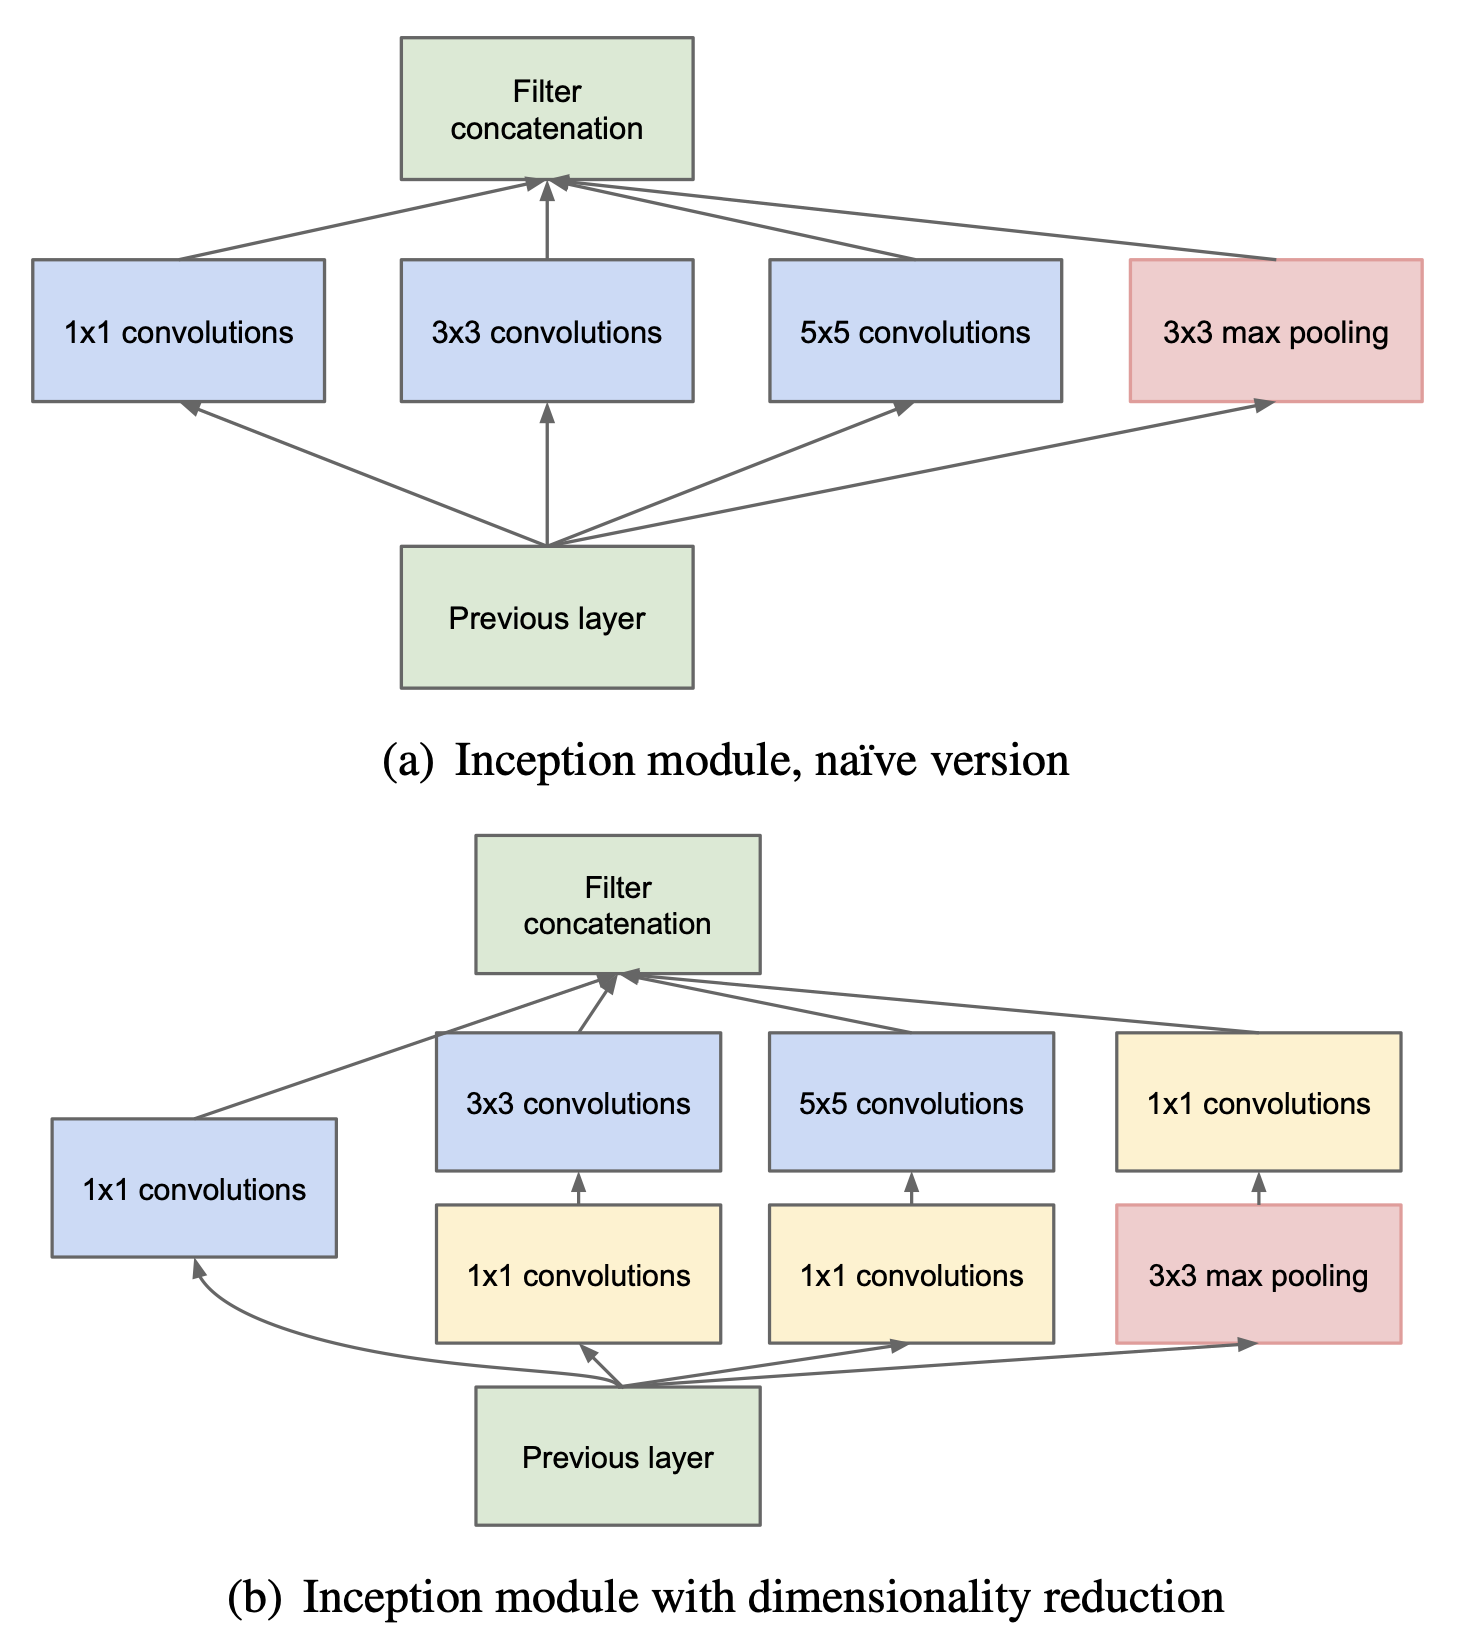 Filter
concatenation
1x1 convolutions
3x3 convolutions
5x5 convolutions
3x3 max pooling
Previous layer
(a) Inception module, naïve version
Filter
concatenation
3x3 convolutions
5x5 convolutions
1x1 convolutions
1x1 convolutions
1x1 convolutions
1x1 convolutions
3x3 max pooling
Previous layer
(b) Inception module with dimensionality reduction